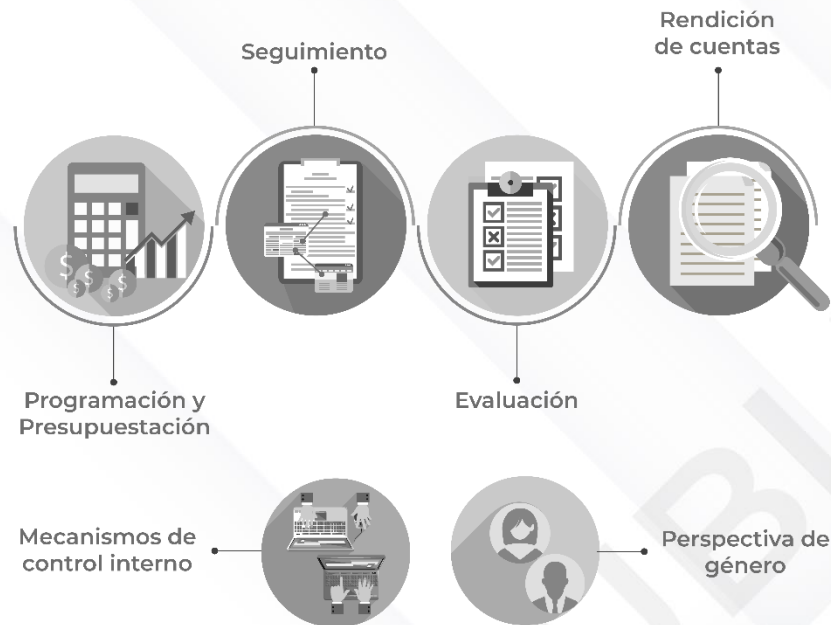 Rendición
de cuentas
Seguimiento
Programación y
Presupuestación
Evaluación
Mecanismos de
control interno
Perspectiva de
género